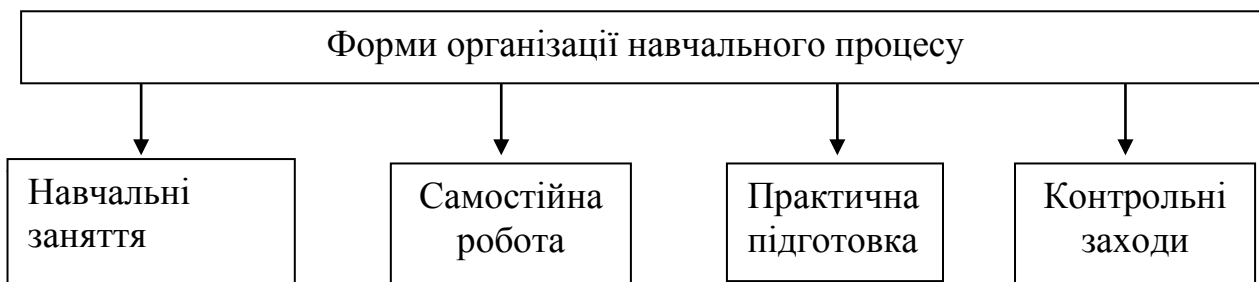 Форми організації навчального процесу
Навчальні
заняття
Самостійна
робота
Практична
підготовка
Контрольні
заходи